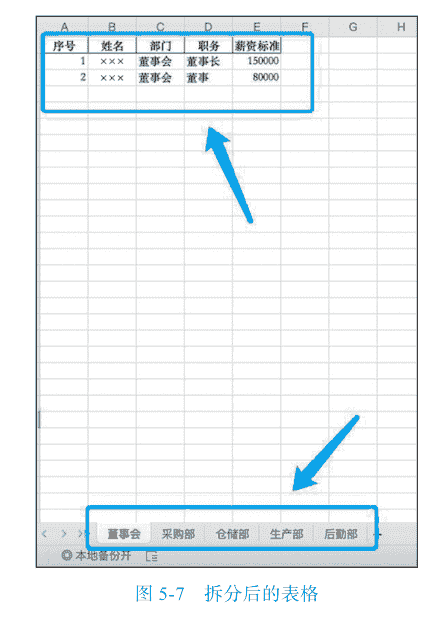 A B C D E F G H
序号 姓名 部门 职务 薪资标准
1 ××× 董事会 董事长 150000
2 ××× 董事会 董事 80000
董事会 采购部 仓储部 生产部 后勤部
本地备份开
图 5-7 拆分后的表格